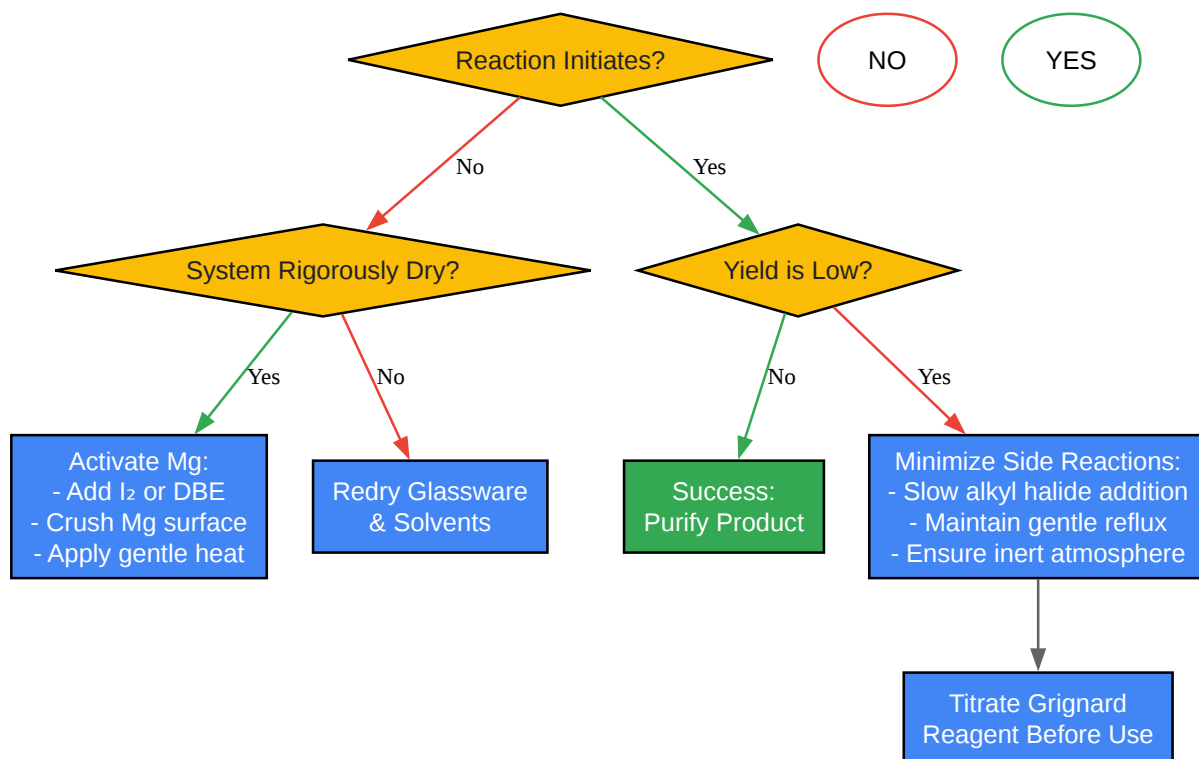 Reaction Initiates?
NO
YES
No
Yes
System Rigorously Dry?
Yield is Low?
Yes
No
No
Yes
Activate Mg:
- Add I₂ or DBE
- Crush Mg surface
- Apply gentle heat
Redry Glassware
& Solvents
Success:
Purify Product
Minimize Side Reactions:
- Slow alkyl halide addition
- Maintain gentle reflux
- Ensure inert atmosphere
Titrate Grignard
Reagent Before Use